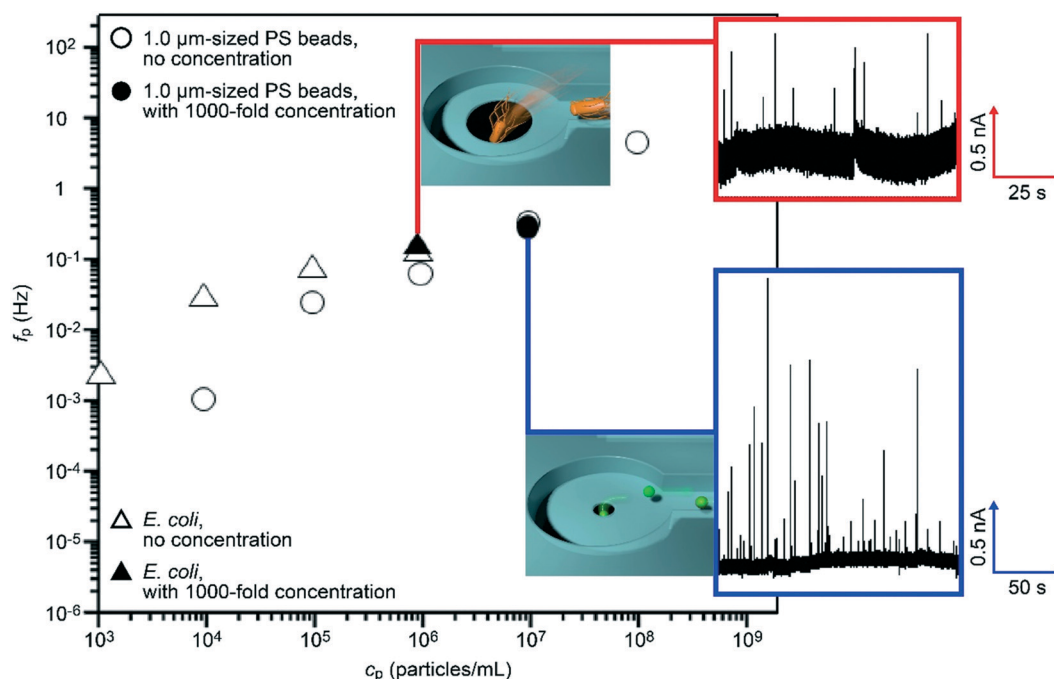 1.0 µm-sized PS beads,
no concentration
1.0 µm-sized PS beads,
with 1000-fold concentration
E. coli,
no concentration
E. coli,
with 1000-fold concentration
10²
10
1
10⁻¹
10⁻²
10⁻³
10⁻⁴
10⁻⁵
10⁻⁶
fₚ (Hz)
10³
10⁴
10⁵
10⁶
10⁷
10⁸
10⁹
cₚ (particles/mL)
0.5 nA
25 s
0.5 nA
50 s